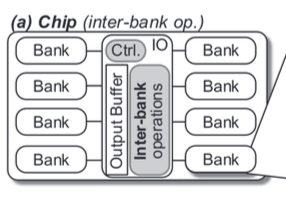 (a) Chip (inter-bank op.)
Bank Ctrl. IO Bank
Bank Bank
Bank Bank
Bank Bank
Output Buffer
Inter-bank
operations